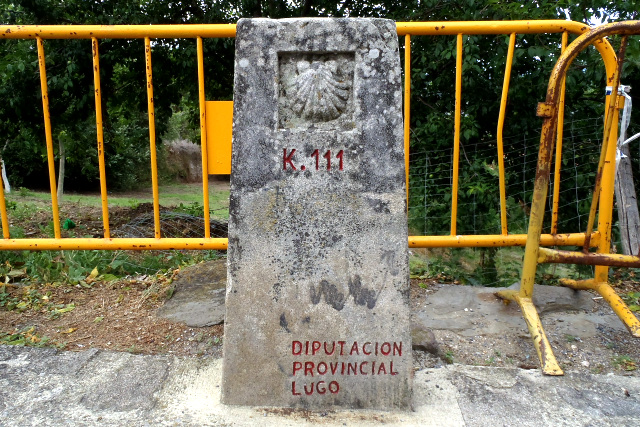 K.111
DIPUTACION
PROVINCIAL
LUGO